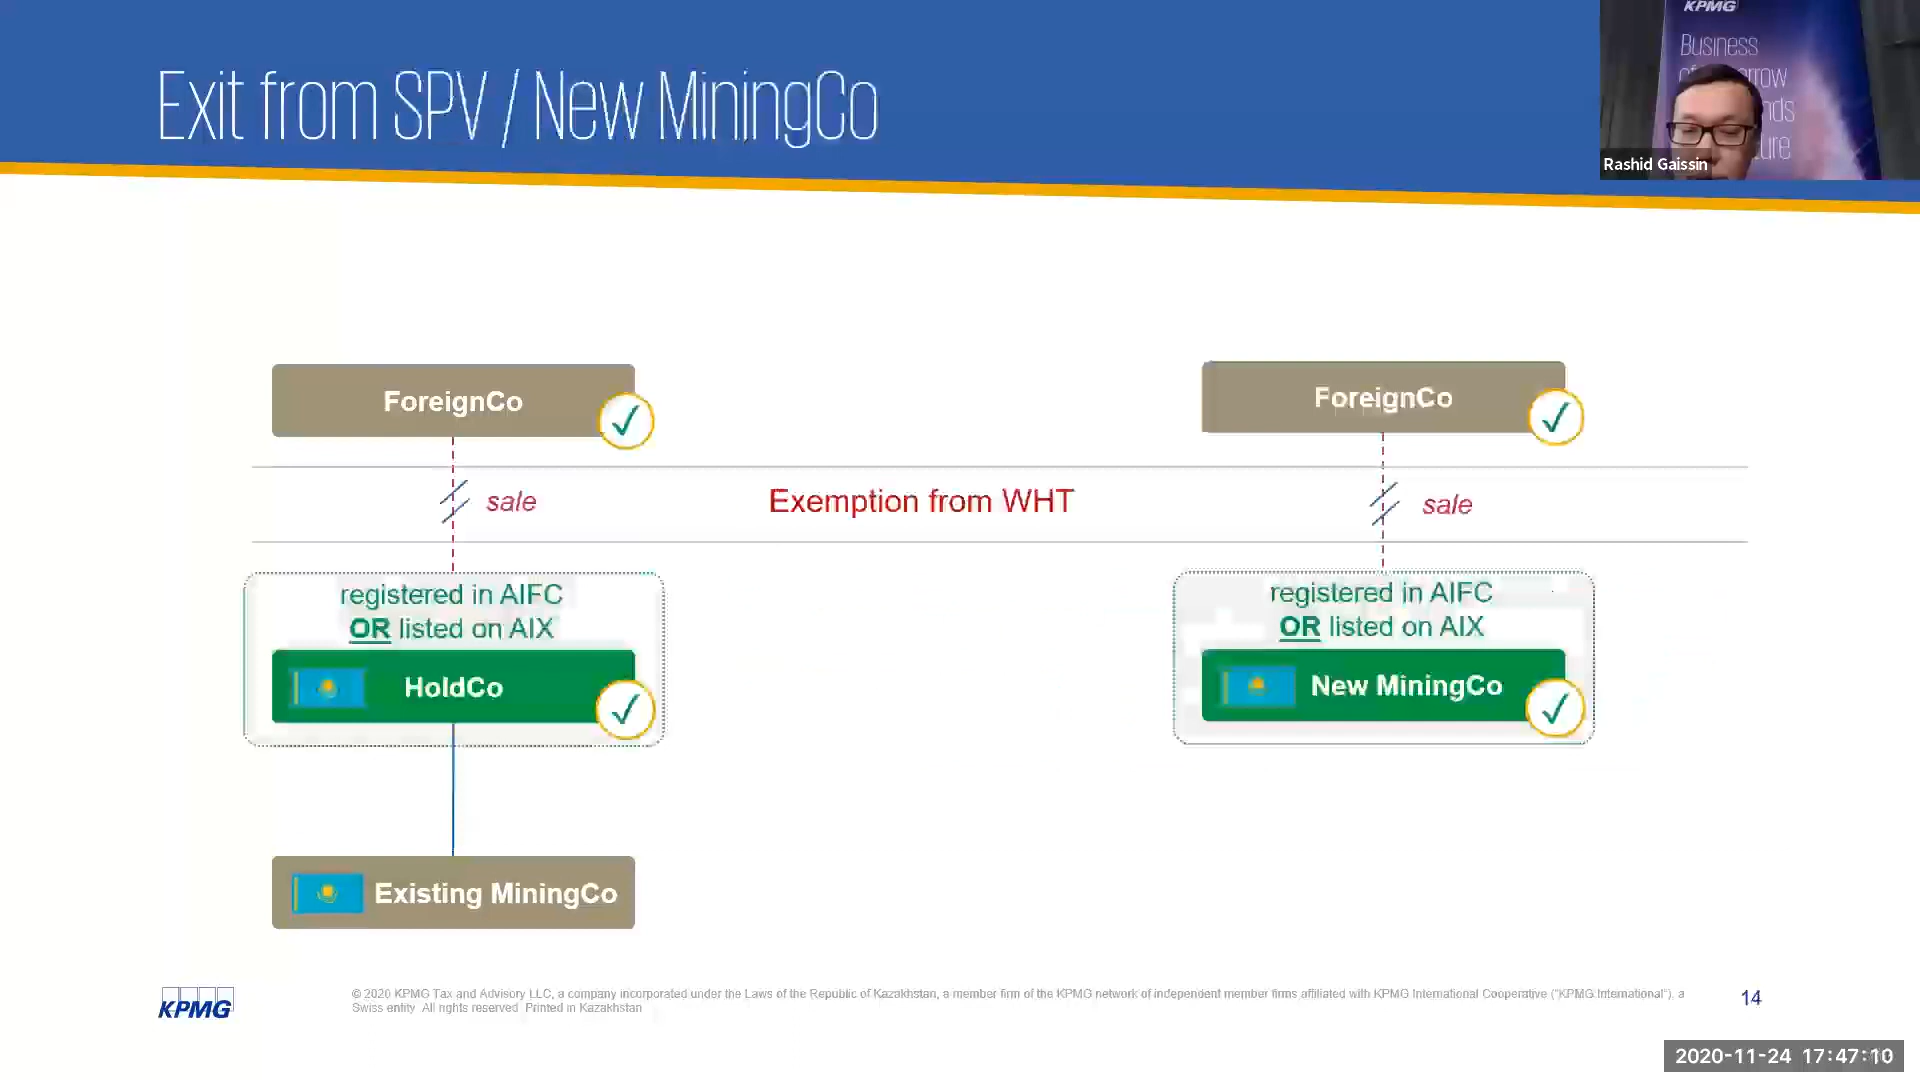 Exit from SPV / New MiningCo
KPMG
Business
Rashid Gaissin
ForeignCo
ForeignCo
sale
Exemption from WHT
sale
registered in AIFC
OR listed on AIX
HoldCo
registered in AIFC
OR listed on AIX
New MiningCo
Existing MiningCo
KPMG
© 2020 KPMG Tax and Advisory LLC, a company incorporated under the Laws of the Republic of Kazakhstan, a member firm of the KPMG network of independent member firms affiliated with KPMG International Cooperative ("KPMG International"), a
Swiss entity. All rights reserved. Printed in Kazakhstan
14
2020-11-24 17:47:10